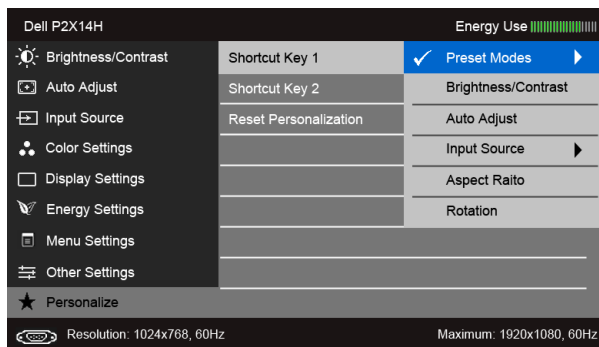 Dell P2X14H
Energy Use
Brightness/Contrast
Auto Adjust
Input Source
Color Settings
Display Settings
Energy Settings
Menu Settings
Other Settings
Personalize
Shortcut Key 1
Shortcut Key 2
Reset Personalization
Preset Modes
Brightness/Contrast
Auto Adjust
Input Source
Aspect Raito
Rotation
Resolution: 1024x768, 60Hz
Maximum: 1920x1080, 60Hz